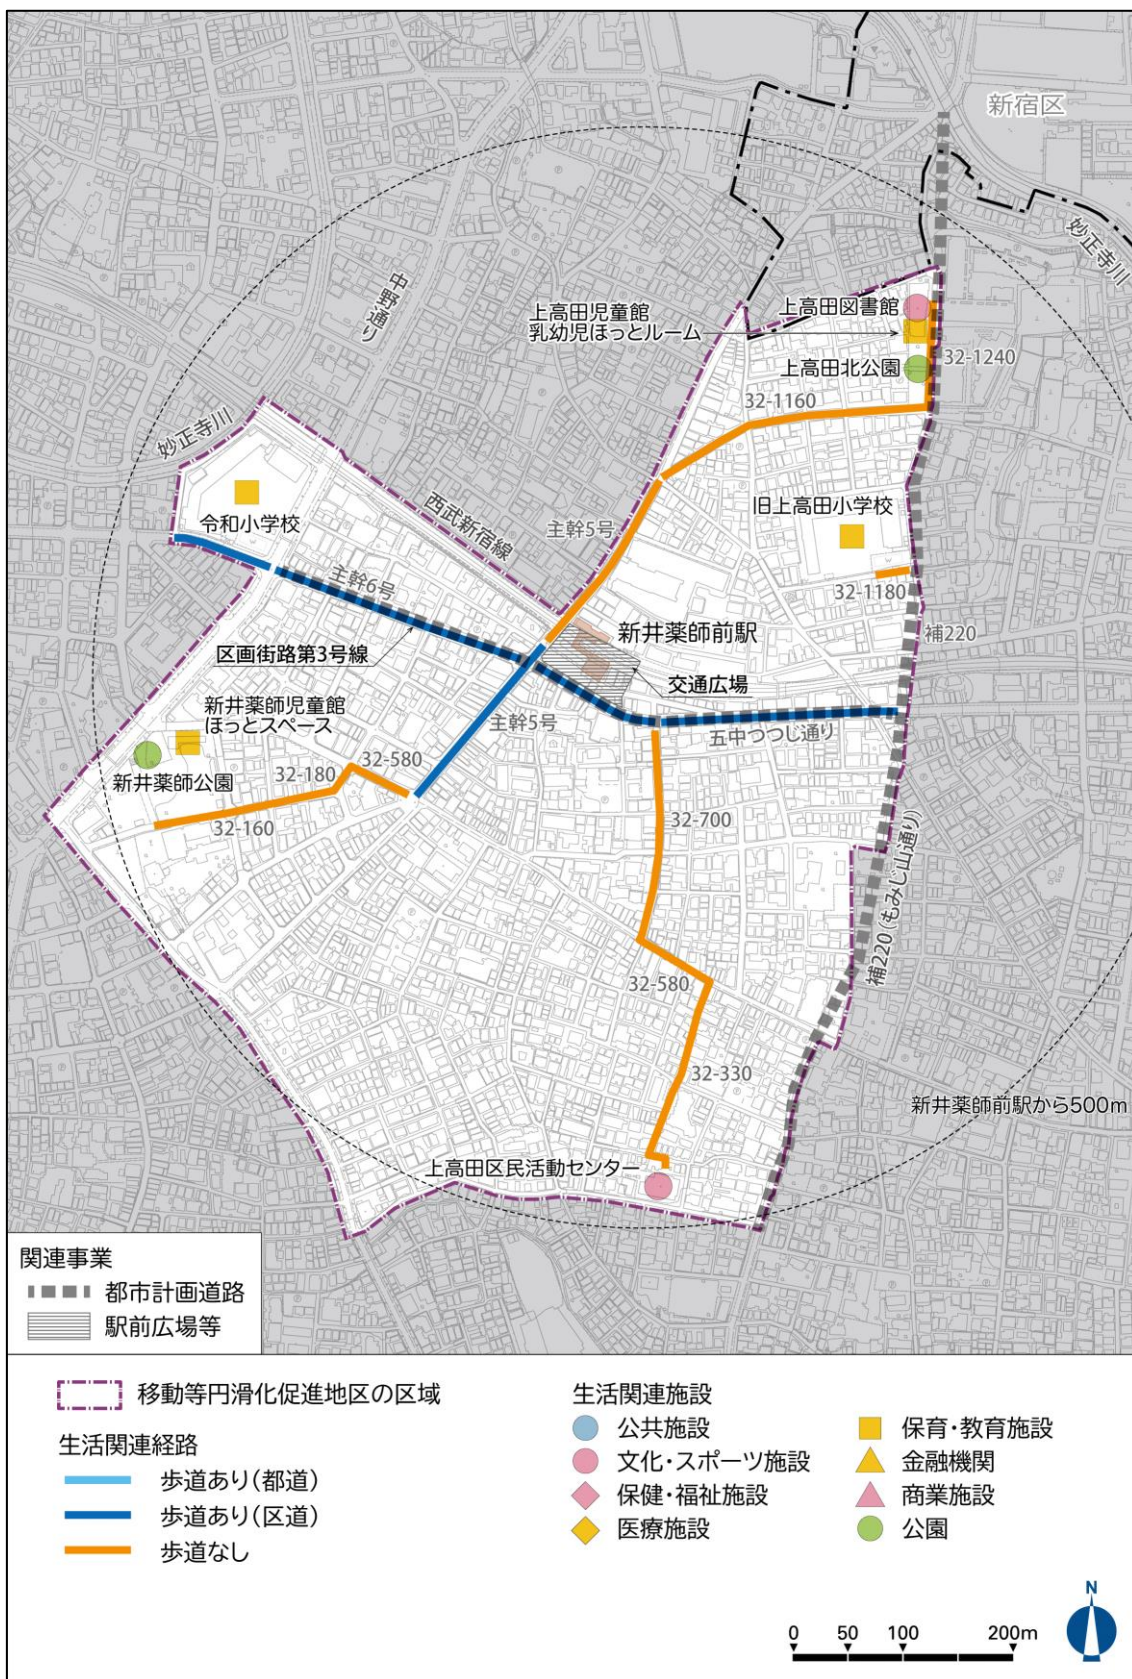 新宿区
妙正寺川
中野通り
上高田児童館
乳幼児ほっとルーム
上高田図書館
上高田北公園
32-1240
32-1160
妙正寺川
西武新宿線
令和小学校
主幹5号
旧上高田小学校
32-1180
主幹6号
区画街路第3号線
新井薬師前駅
補220
交通広場
新井薬師児童館
ほっとスペース
主幹5号
五中つつじ通り
新井薬師公園
32-180
32-580
32-160
32-700
補220(もみじ山通り)
32-580
32-330
新井薬師前駅から500m
上高田区民活動センター
関連事業
都市計画道路
駅前広場等
移動等円滑化促進地区の区域
生活関連経路
歩道あり(都道)
歩道あり(区道)
歩道なし
生活関連施設
公共施設
文化・スポーツ施設
保健・福祉施設
医療施設
保育・教育施設
金融機関
商業施設
公園
N
0 50 100 200m